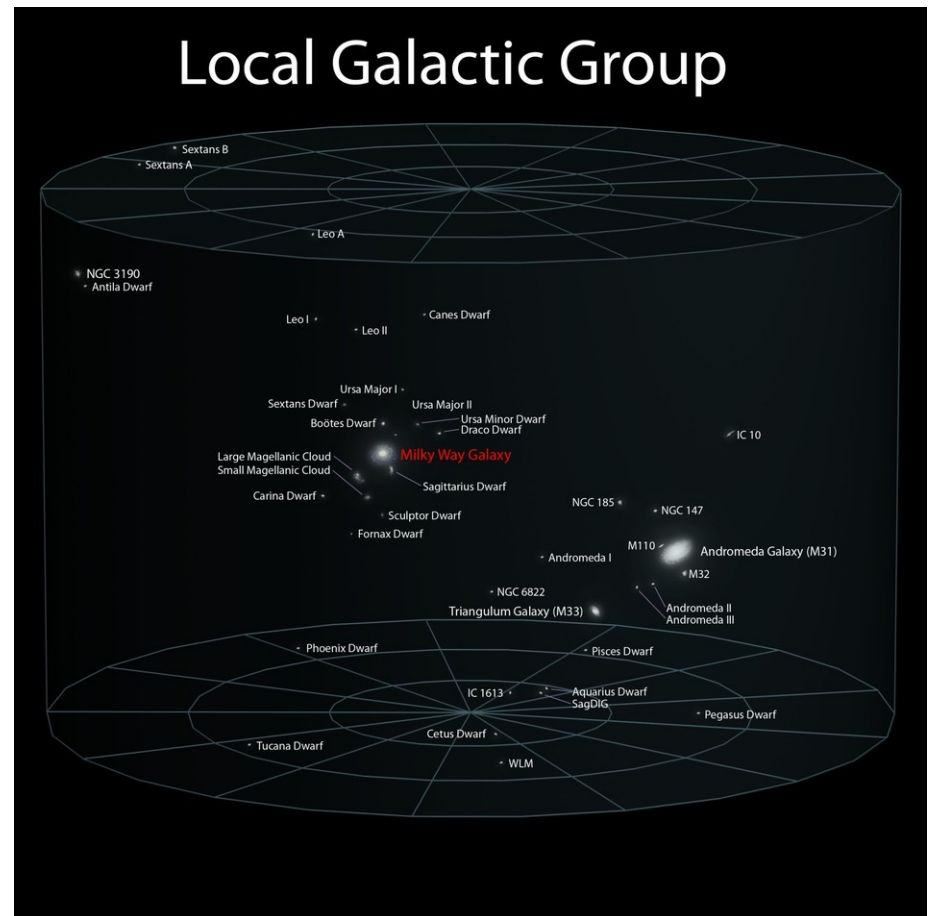 Local Galactic Group
Sextans B
Sextans A
Leo A
NGC 3190
Antila Dwarf
Canes Dwarf
Leo I
Leo II
Ursa Major I
Sextans Dwarf
Ursa Major II
Boötes Dwarf
Ursa Minor Dwarf
Draco Dwarf
IC 10
Milky Way Galaxy
Large Magellanic Cloud
Small Magellanic Cloud
Sagittarius Dwarf
Carina Dwarf
NGC 185
NGC 147
Sculptor Dwarf
Fornax Dwarf
M110
Andromeda Galaxy (M31)
Andromeda I
M32
NGC 6822
Triangulum Galaxy (M33)
Andromeda II
Andromeda III
Phoenix Dwarf
Pisces Dwarf
IC 1613
Aquarius Dwarf
SagDIG
Pegasus Dwarf
Cetus Dwarf
Tucana Dwarf
WLM